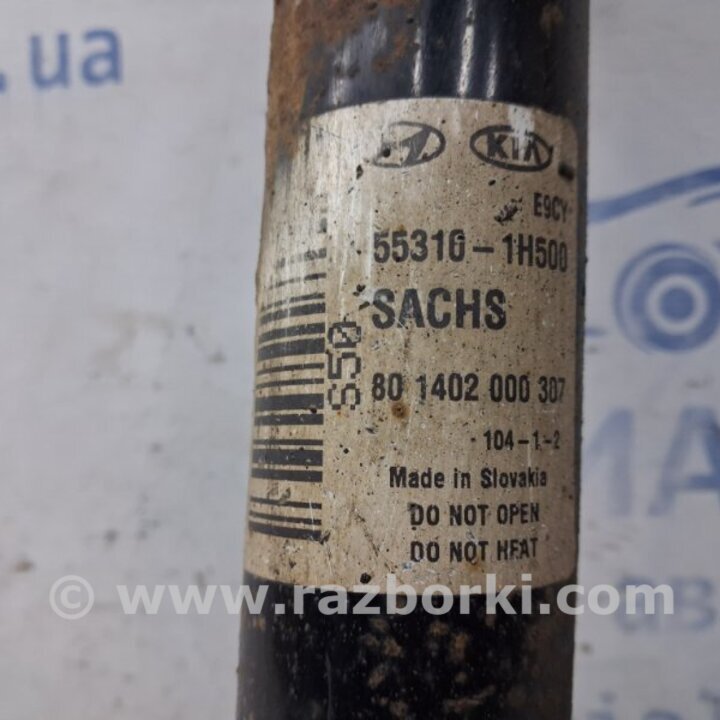 .ua
KIA
E9CY
55310-1H500
SACHS
S50
80 1402 000 307
104-1-2
Made in Slovakia
DO NOT OPEN
DO NOT HEAT
© www.razborki.com